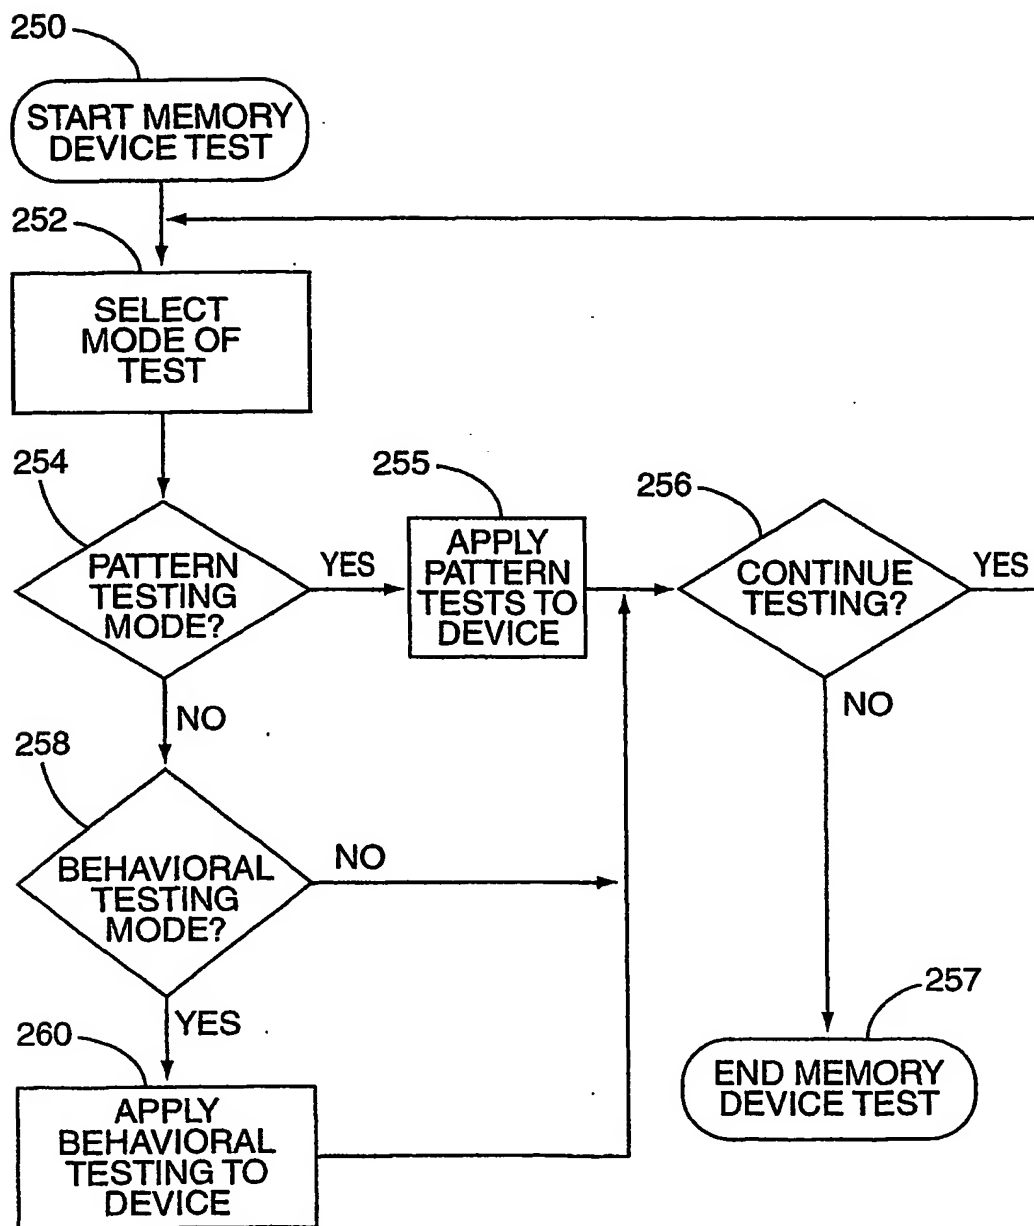 250
START MEMORY
DEVICE TEST
252
SELECT
MODE OF
TEST
254
PATTERN
TESTING
MODE?
YES
255
APPLY
PATTERN
TESTS TO
DEVICE
256
CONTINUE
TESTING?
YES
NO
NO
258
BEHAVIORAL
TESTING
MODE?
NO
257
END MEMORY
DEVICE TEST
YES
260
APPLY
BEHAVIORAL
TESTING TO
DEVICE